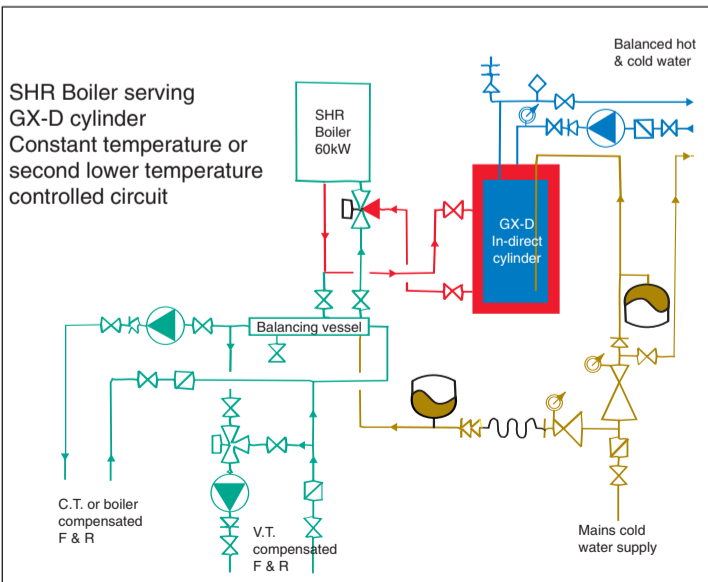 SHR Boiler serving
GX-D cylinder
Constant temperature or
second lower temperature
controlled circuit
SHR
Boiler
60kW
Balanced hot
& cold water
GX-D
In-direct
cylinder
Balancing vessel
C.T. or boiler
compensated
F & R
V.T.
compensated
F & R
Mains cold
water supply